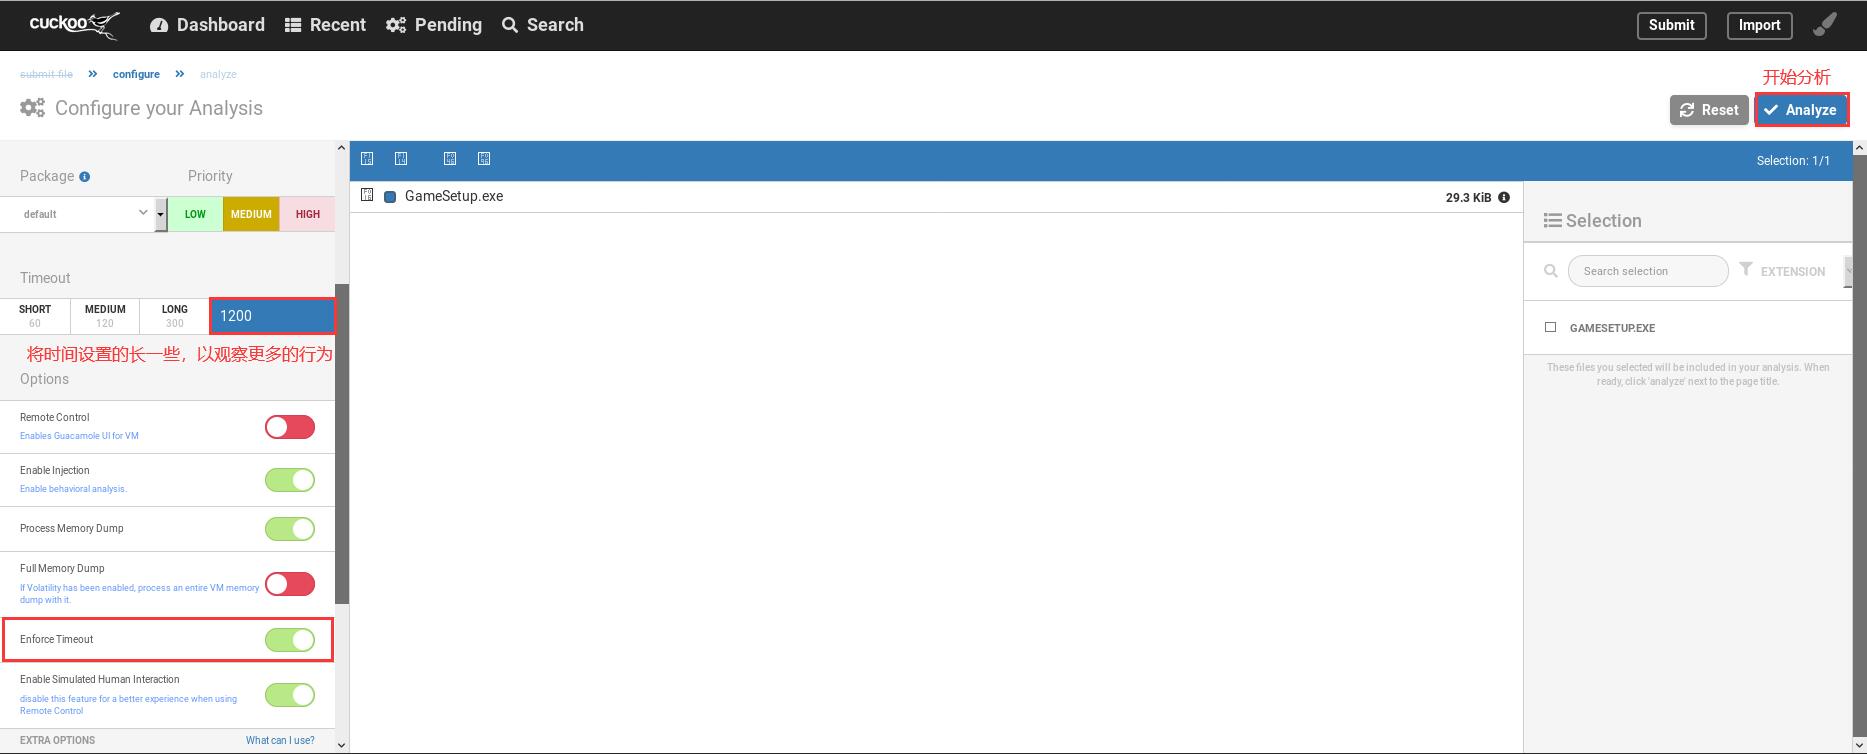 cuckoo Dashboard Recent Pending Search Submit Import
submit file » configure » analyze
开始分析
Configure your Analysis
Reset Analyze
Selection: 1/1
Package Priority
default LOW MEDIUM HIGH
GameSetup.exe 29.3 KiB
Selection
Search selection EXTENSION
GAMESETUP.EXE
These files you selected will be included in your analysis. When
ready, click 'analyze' next to the page title.
Timeout
SHORT MEDIUM LONG 1200
60 120 300
将时间设置的长一些，以观察更多的行为
Options
Remote Control
Enables Guacamole UI for VM
Enable Injection
Enable behavioral analysis.
Process Memory Dump
Full Memory Dump
If Volatility has been enabled, process an entire VM memory
dump with it.
Enforce Timeout
Enable Simulated Human Interaction
disable this feature for a better experience when using
Remote Control
EXTRA OPTIONS What can I use?